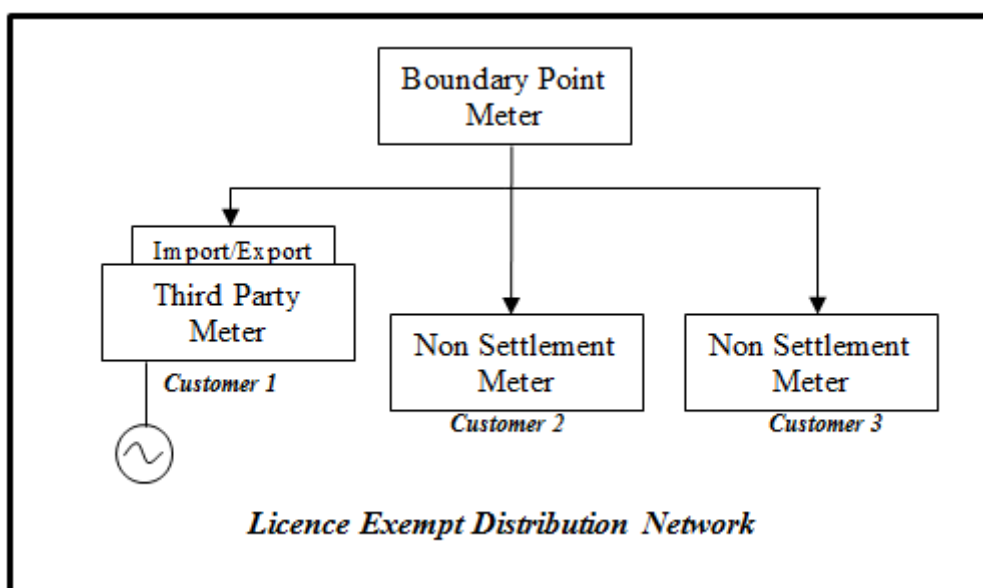 Boundary Point
Meter
Import/Export
Third Party
Meter
Customer 1
Non Settlement
Meter
Customer 2
Non Settlement
Meter
Customer 3
Licence Exempt Distribution Network